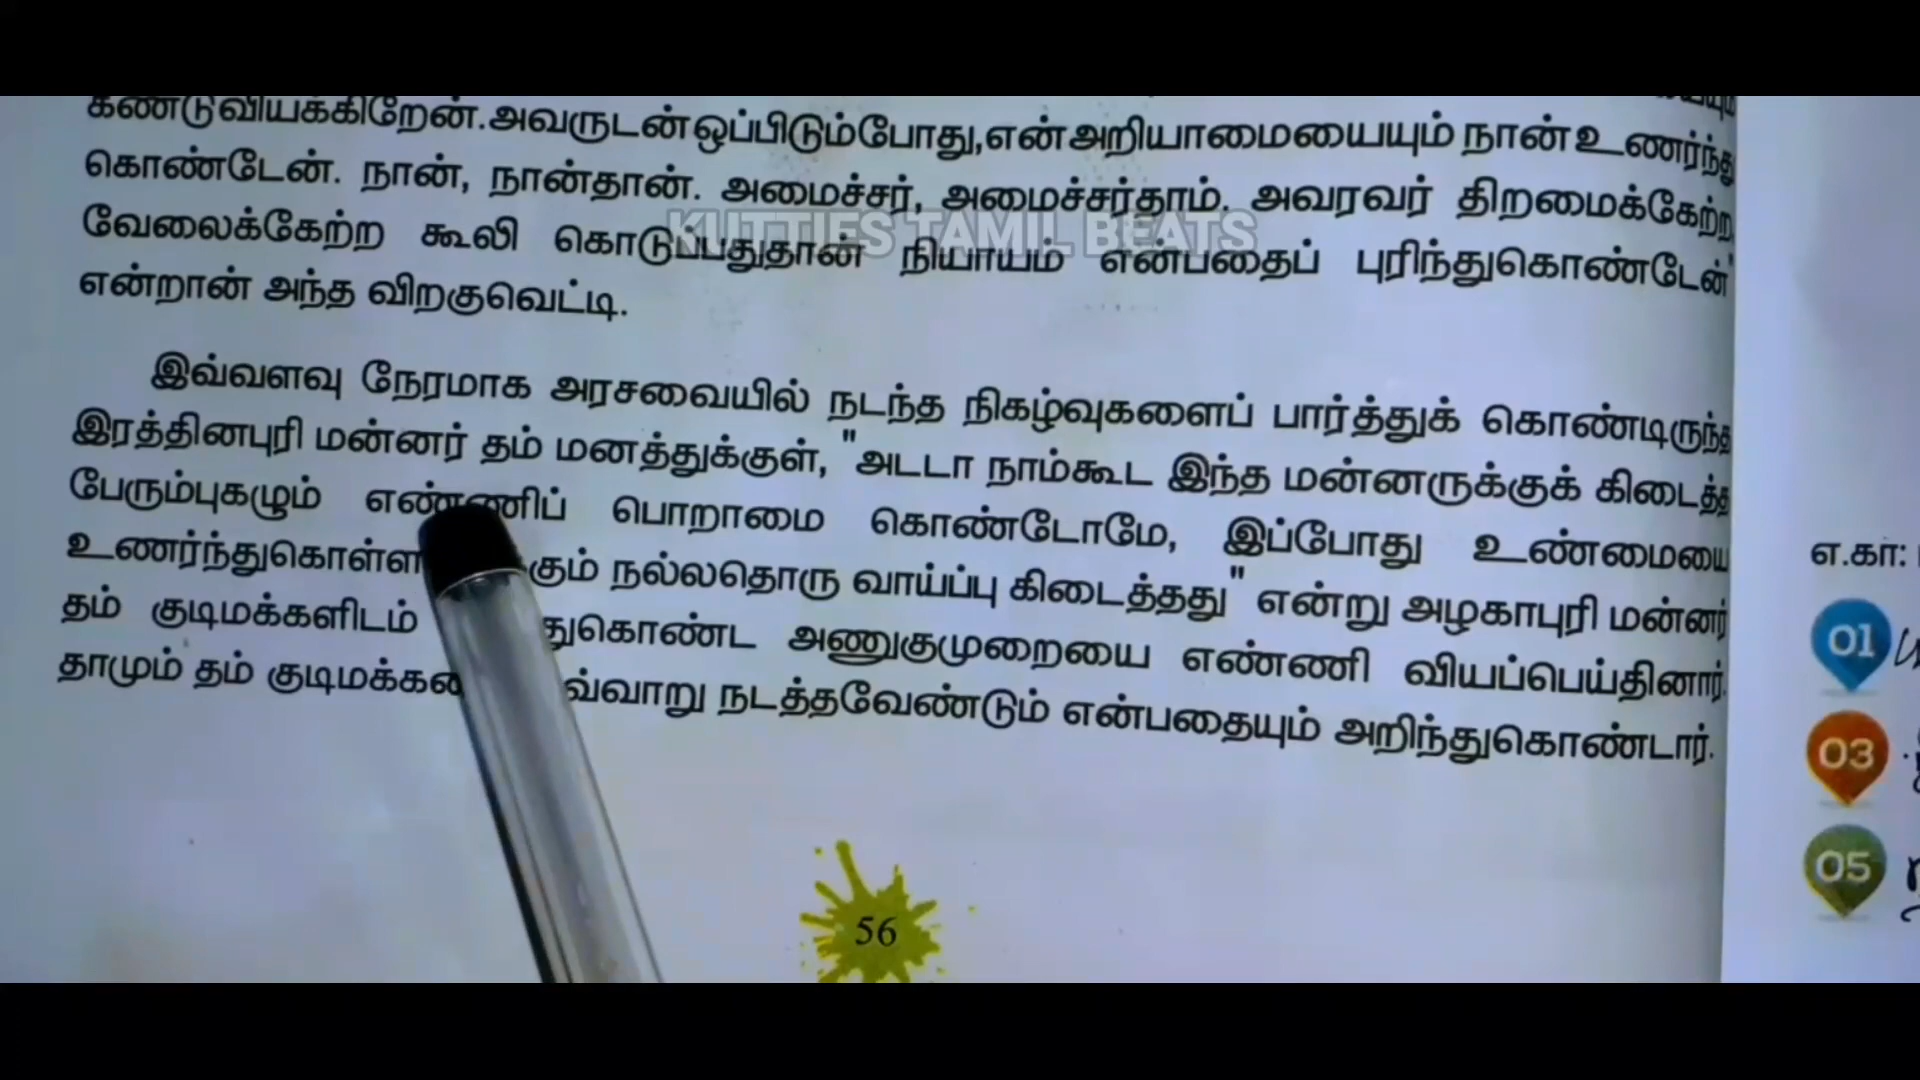 கண்டுவியக்கிறேன்.அவருடன்ஒப்பிடும்போது,என்அறியாமையையும் நான் உணர்ந்து
கொண்டேன். நான், நான்தான். அமைச்சர், அமைச்சர்தாம். அவரவர் திறமைக்கேற்ற
KUTTIES TAMIL BEATS
வேலைக்கேற்ற கூலி கொடுப்பதுதான் நியாயம் என்பதைப் புரிந்துகொண்டேன்"
என்றான் அந்த விறகுவெட்டி.
இவ்வளவு நேரமாக அரசவையில் நடந்த நிகழ்வுகளைப் பார்த்துக் கொண்டிருந்த
இரத்தினபுரி மன்னர் தம் மனத்துக்குள், "அடடா நாம்கூட இந்த மன்னருக்குக் கிடைத்த
பேரும்புகழும் எண்ணிப் பொறாமை கொண்டோமே, இப்போது உண்மையை
உணர்ந்துகொள்ள கும் நல்லதொரு வாய்ப்பு கிடைத்தது" என்று அழகாபுரி மன்னர்
தம் குடிமக்களிடம் துகொண்ட அணுகுமுறையை எண்ணி வியப்பெய்தினார்.
தாமும் தம் குடிமக்க வ்வாறு நடத்தவேண்டும் என்பதையும் அறிந்துகொண்டார்.
56
எ.கா:
01
03
05